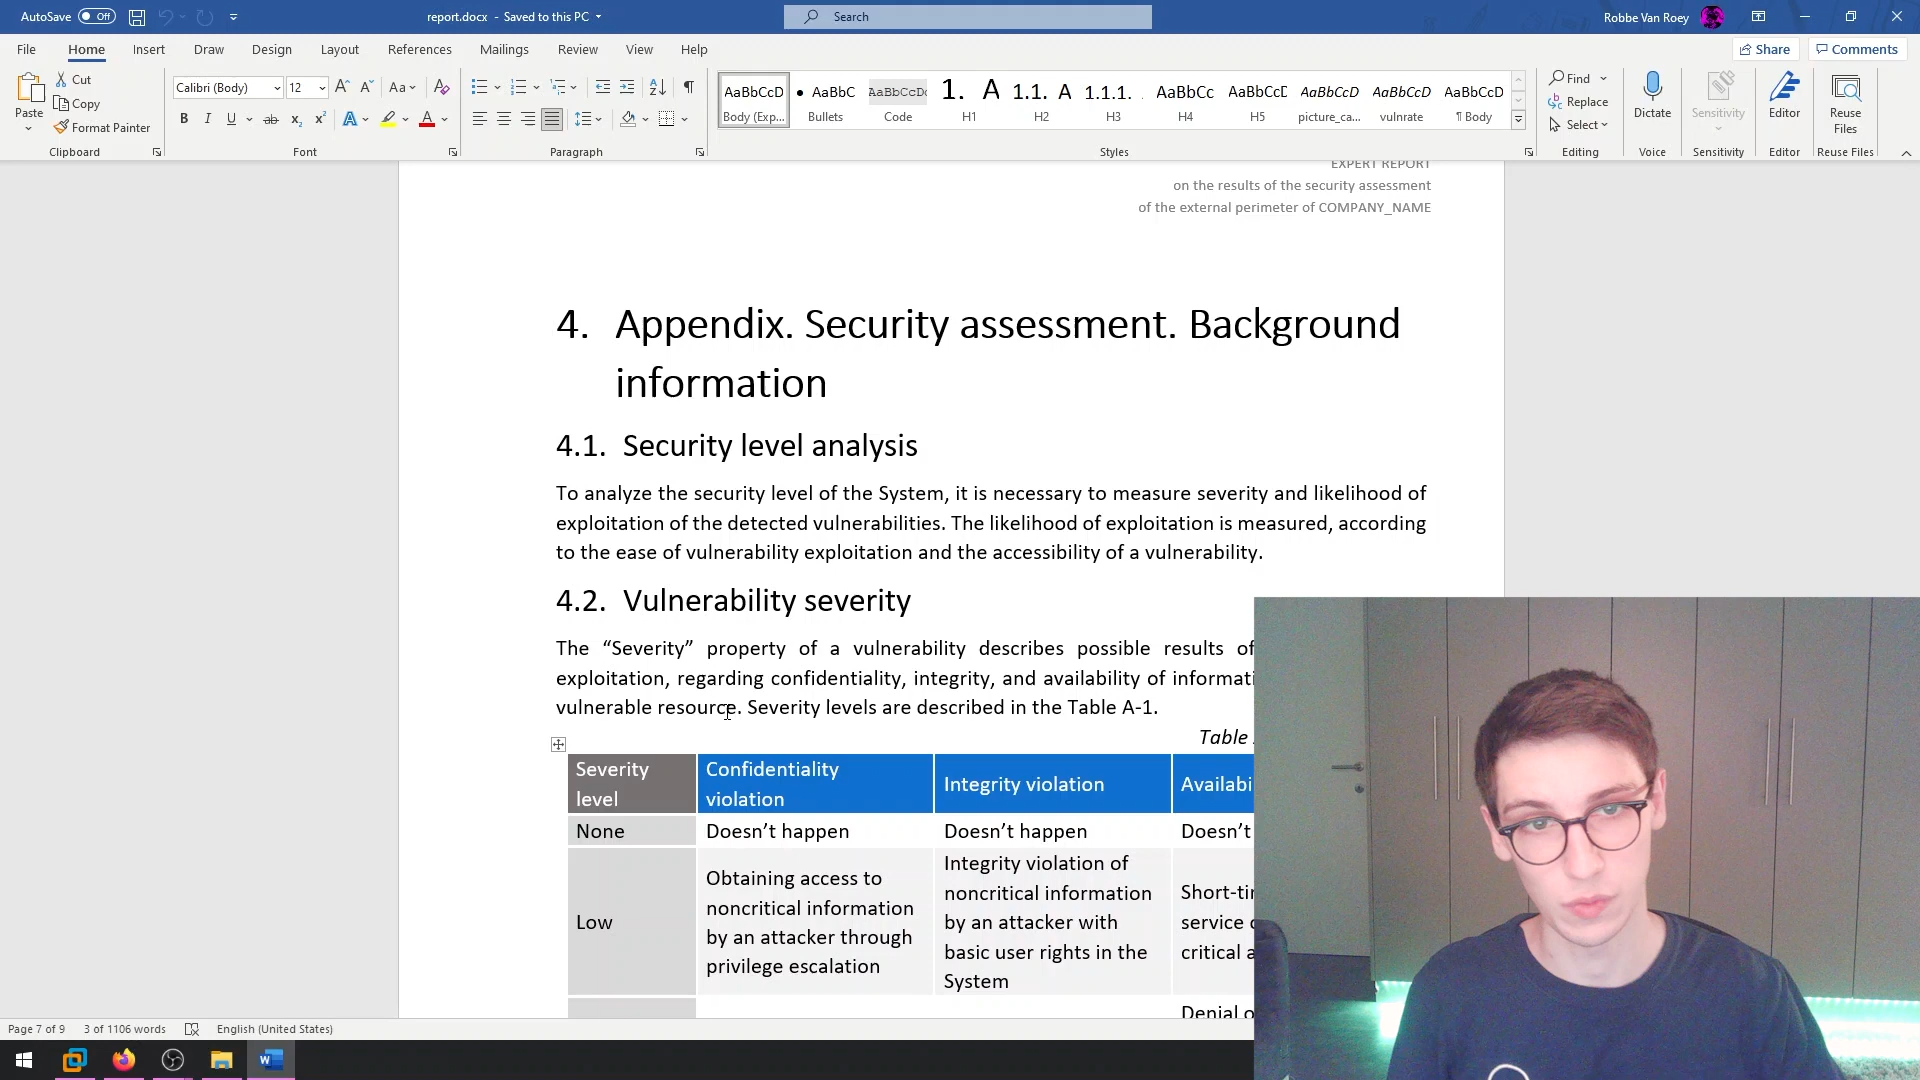 AutoSave Off report.docx - Saved to this PC Search Robbe Van Roey
File Home Insert Draw Design Layout References Mailings Review View Help Share Comments
Paste Cut Copy Format Painter Clipboard
Calibri (Body) 12 Aa A B I U ab x₂ x² A A Font
Paragraph
AaBbCcD Body (Exp... • AaBbC Bullets AaBbCcDc Code 1. A H1 1.1. A H2 1.1.1. H3 AaBbCc H4 AaBbCcD H5 AaBbCcD picture_ca... AaBbCcD vulnrate AaBbCcD ¶ Body Styles
Find Replace Select Editing
Dictate Voice Sensitivity Sensitivity Editor Editor Reuse Files Reuse Files
EXPERT REPORT
on the results of the security assessment
of the external perimeter of COMPANY_NAME
4. Appendix. Security assessment. Background
information
4.1. Security level analysis
To analyze the security level of the System, it is necessary to measure severity and likelihood of
exploitation of the detected vulnerabilities. The likelihood of exploitation is measured, according
to the ease of vulnerability exploitation and the accessibility of a vulnerability.
4.2. Vulnerability severity
The “Severity” property of a vulnerability describes possible results of
exploitation, regarding confidentiality, integrity, and availability of informati
vulnerable resource. Severity levels are described in the Table A-1.
Table
Severity level Confidentiality violation Integrity violation Availabi
None Doesn’t happen Doesn’t happen Doesn’t
Low
Obtaining access to
noncritical information
by an attacker through
privilege escalation
Integrity violation of
noncritical information
by an attacker with
basic user rights in the
System
Short-ti
service
critical a
Denial o
Page 7 of 9 3 of 1106 words English (United States)